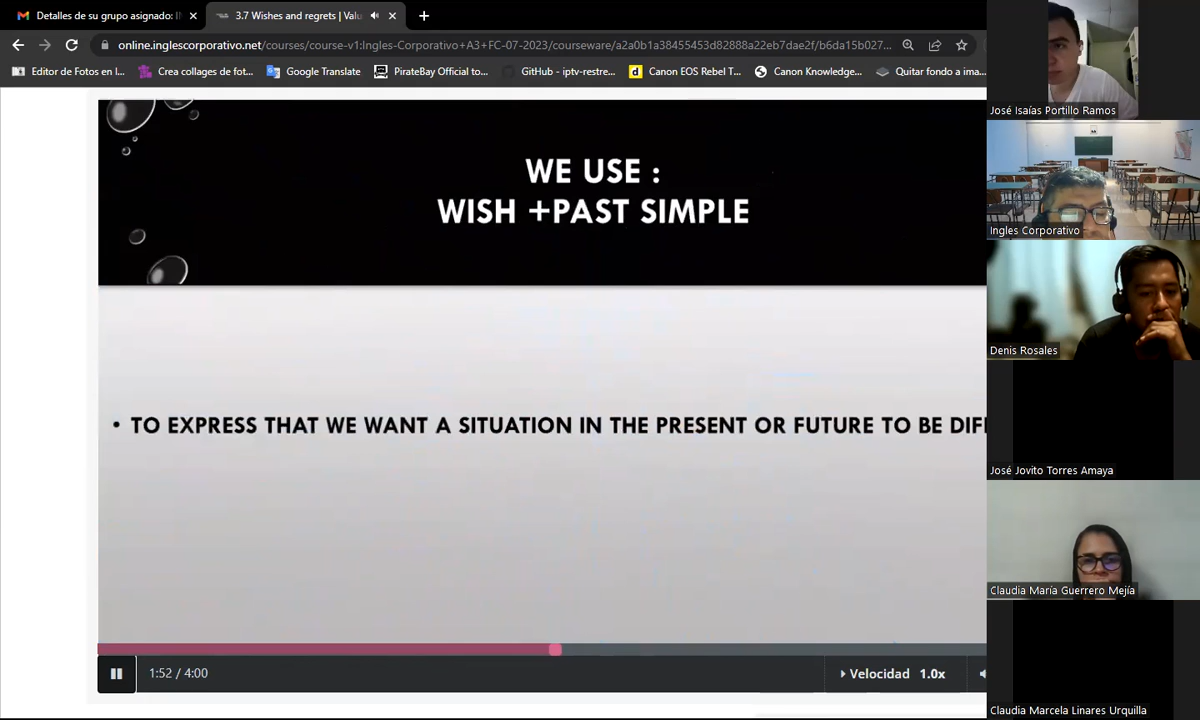 Detalles de su grupo asignado: I
3.7 Wishes and regrets | Valu
online.inglescorporativo.net/courses/course-v1:Ingles-Corporativo+A3+FC-07-2023/courseware/a2a0b1a38455453d82888a22eb7dae2f/b6da15b027...
Editor de Fotos en l...
Crea collages de fot...
Google Translate
PirateBay Official to...
GitHub - iptv-restre...
Canon EOS Rebel T...
Canon Knowledge...
Quitar fondo a ima...
WE USE :
WISH +PAST SIMPLE
• TO EXPRESS THAT WE WANT A SITUATION IN THE PRESENT OR FUTURE TO BE DIF
1:52 / 4:00
Velocidad 1.0x
José Isaías Portillo Ramos
Ingles Corporativo
Denis Rosales
José Jovito Torres Amaya
Claudia María Guerrero Mejía
Claudia Marcela Linares Urquilla